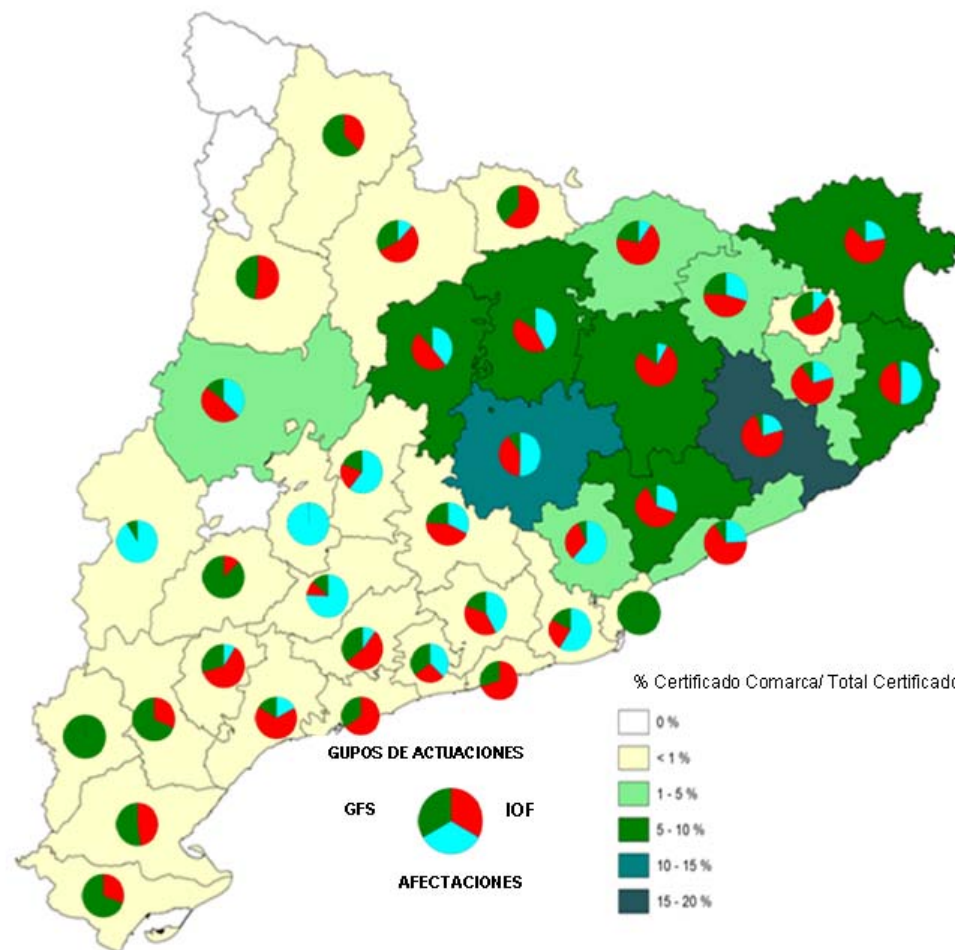 % Certificado Comarca/ Total Certificado
0 %
< 1 %
1 - 5 %
5 - 10 %
10 - 15 %
15 - 20 %
GUPOS DE ACTUACIONES
GFS
IOF
AFECTACIONES